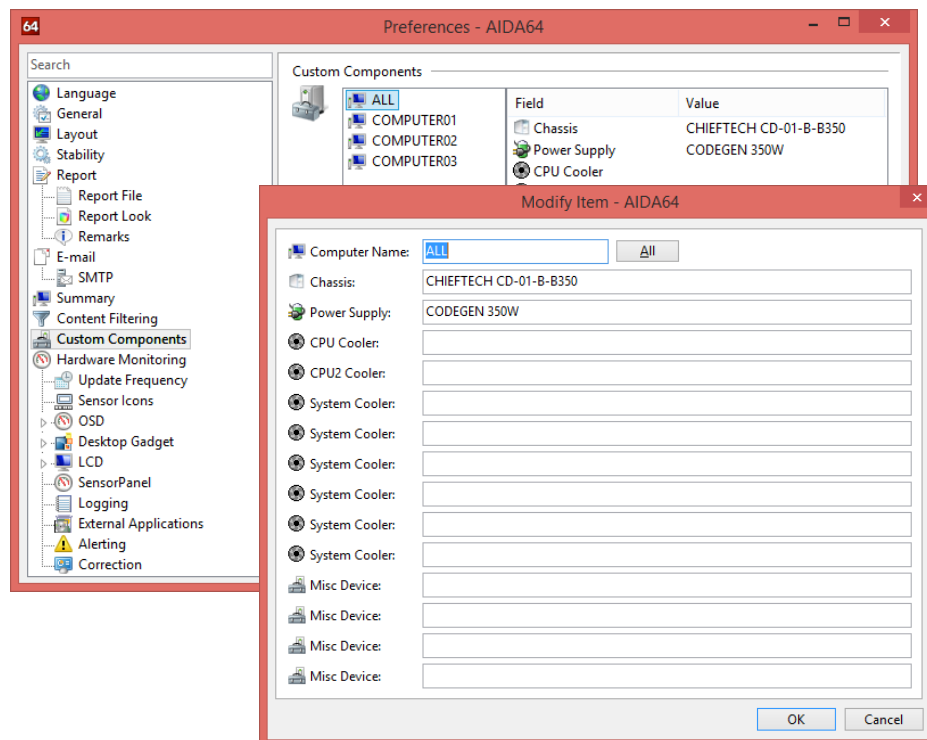 64 Preferences - AIDA64
Search
Language
General
Layout
Stability
Report
Report File
Report Look
Remarks
E-mail
SMTP
Summary
Content Filtering
Custom Components
Hardware Monitoring
Update Frequency
Sensor Icons
OSD
Desktop Gadget
LCD
SensorPanel
Logging
External Applications
Alerting
Correction
Custom Components
ALL
COMPUTER01
COMPUTER02
COMPUTER03
Field Value
Chassis CHIEFTECH CD-01-B-B350
Power Supply CODEGEN 350W
CPU Cooler
Modify Item - AIDA64
Computer Name: ALL All
Chassis: CHIEFTECH CD-01-B-B350
Power Supply: CODEGEN 350W
CPU Cooler:
CPU2 Cooler:
System Cooler:
System Cooler:
System Cooler:
System Cooler:
System Cooler:
System Cooler:
Misc Device:
Misc Device:
Misc Device:
Misc Device:
OK Cancel